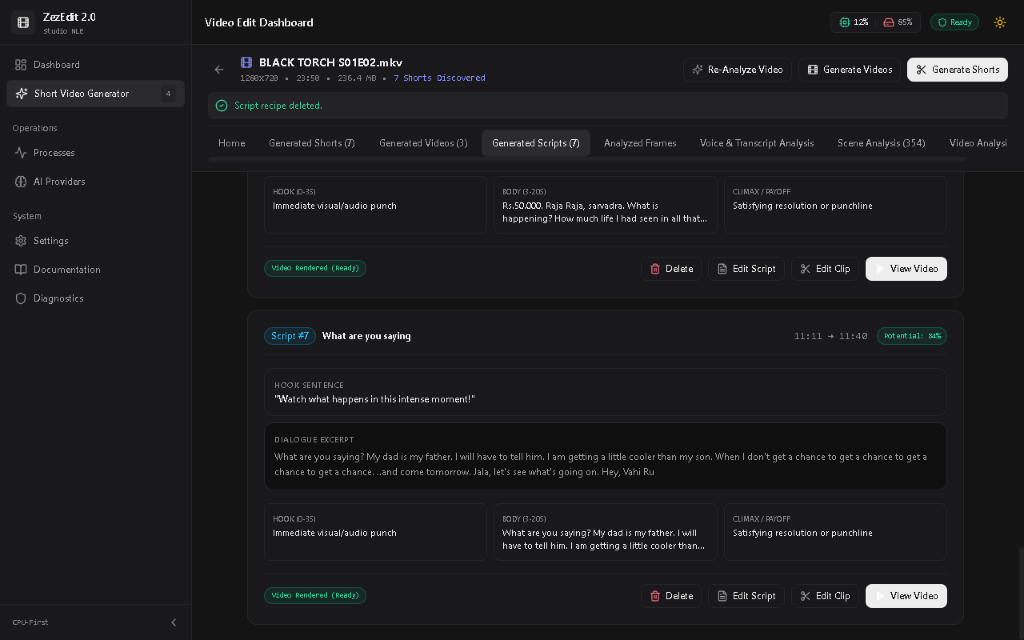 ZezEdit 2.0
Studio NLE
Dashboard
Short Video Generator
4
Operations
Processes
AI Providers
System
Settings
Documentation
Diagnostics
CPU-First
Video Edit Dashboard
12%
85%
Ready
BLACK TORCH S01E02.mkv
1280x720 • 23:50 • 236.4 MB • 7 Shorts Discovered
Re-Analyze Video
Generate Videos
Generate Shorts
Script recipe deleted.
Home
Generated Shorts (7)
Generated Videos (3)
Generated Scripts (7)
Analyzed Frames
Voice & Transcript Analysis
Scene Analysis (354)
Video Analysi
HOOK (0-3S)
Immediate visual/audio punch
BODY (3-20S)
Rs.50,000. Raja Raja, sarvadra. What is
happening? How much life I had seen in all that...
CLIMAX / PAYOFF
Satisfying resolution or punchline
Video Rendered (Ready)
Delete
Edit Script
Edit Clip
View Video
Script #7
What are you saying
11:11 → 11:40
Potential: 84%
HOOK SENTENCE
"Watch what happens in this intense moment!"
DIALOGUE EXCERPT
What are you saying? My dad is my father. I will have to tell him. I am getting a little cooler than my son. When I don't get a chance to get a chance to get a
chance to get a chance. ..and come tomorrow. Jala, let's see what's going on. Hey, Vahi Ru
HOOK (0-3S)
Immediate visual/audio punch
BODY (3-20S)
What are you saying? My dad is my father. I will
have to tell him. I am getting a little cooler than...
CLIMAX / PAYOFF
Satisfying resolution or punchline
Video Rendered (Ready)
Delete
Edit Script
Edit Clip
View Video